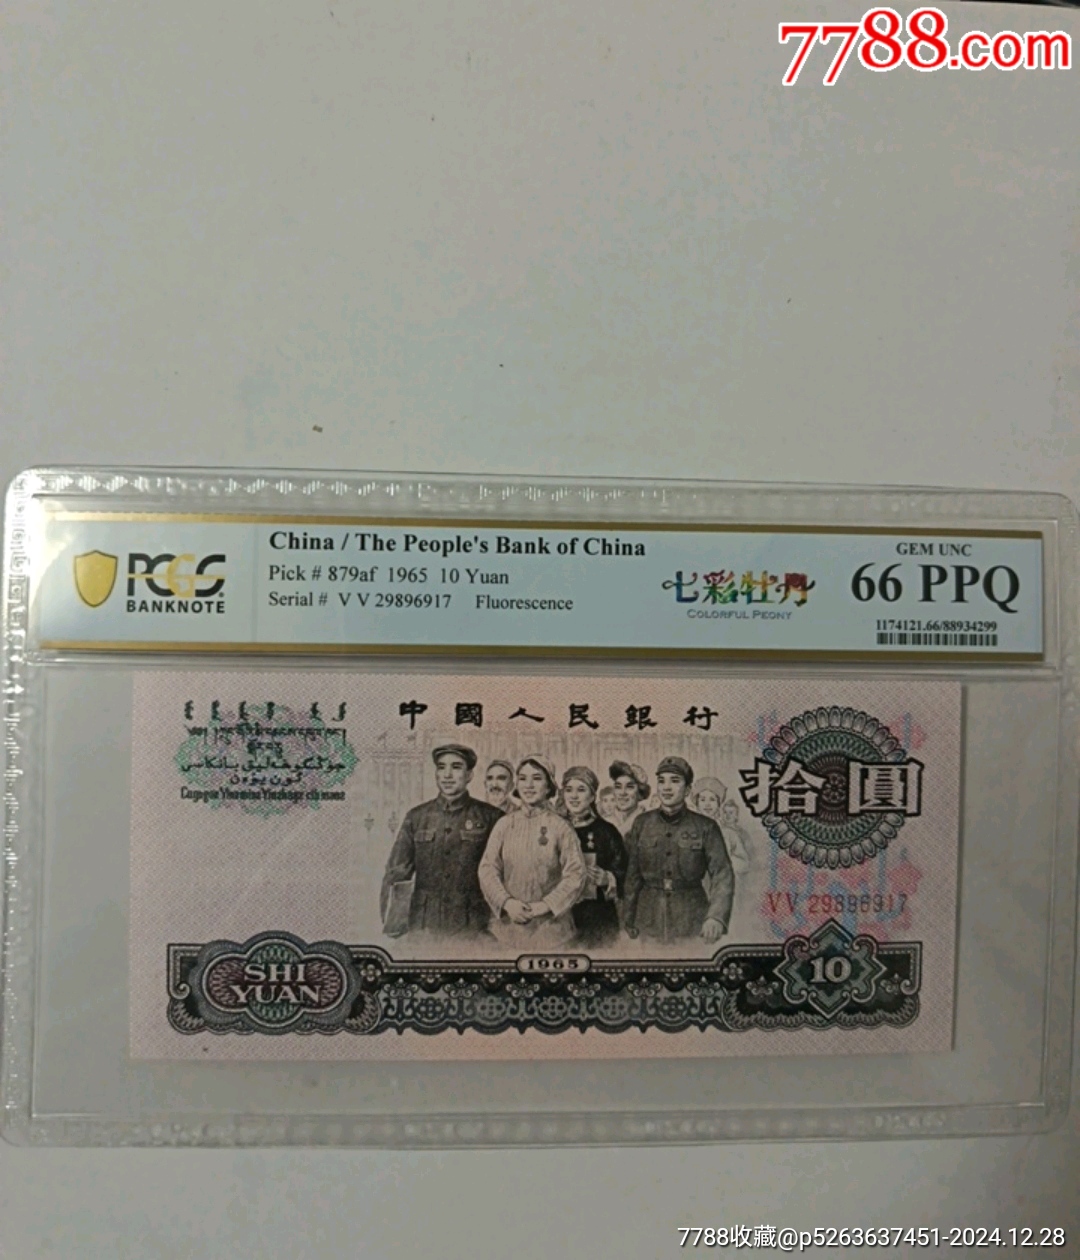 7788.com
PCGS
BANKNOTE
China / The People's Bank of China
Pick # 879af 1965 10 Yuan
Serial # V V 29896917 Fluorescence
七彩牡丹
COLORFUL PEONY
GEM UNC
66 PPQ
1174121.66/88934299
中國人民銀行
拾圓
VV 29896917
1965
SHI
YUAN
10
7788收藏@p5263637451-2024.12.28